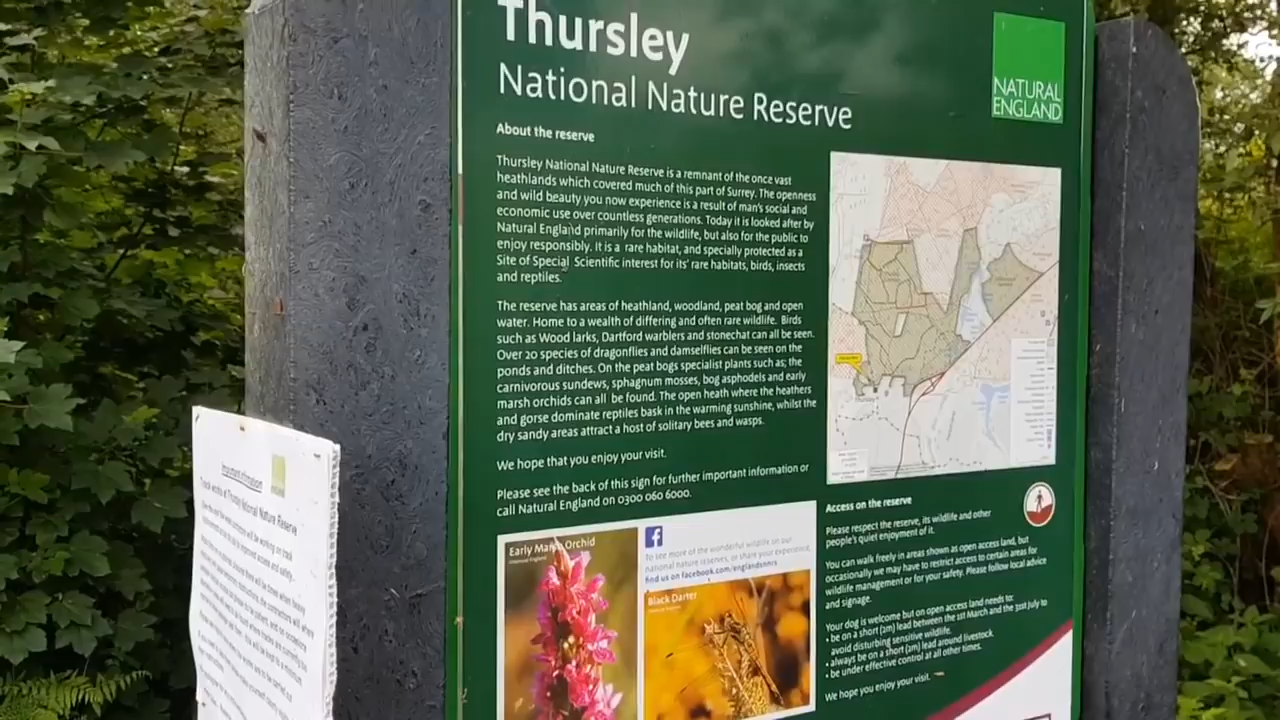 Thursley
National Nature Reserve
NATURAL
ENGLAND
About the reserve
Thursley National Nature Reserve is a remnant of the once vast
heathlands which covered much of this part of Surrey. The openness
and wild beauty you now experience is a result of man's social and
economic use over countless generations. Today it is looked after by
Natural England primarily for the wildlife, but also for the public to
enjoy responsibly. It is a rare habitat, and specially protected as a
Site of Special Scientific interest for its' rare habitats, birds, insects
and reptiles.
The reserve has areas of heathland, woodland, peat bog and open
water. Home to a wealth of differing and often rare wildlife. Birds
such as Wood larks, Dartford warblers and stonechat can all be seen.
Over 20 species of dragonflies and damselflies can be seen on the
ponds and ditches. On the peat bogs specialist plants such as; the
carnivorous sundews, sphagnum mosses, bog asphodels and early
marsh orchids can all be found. The open heath where the heathers
and gorse dominate reptiles bask in the warming sunshine, whilst the
dry sandy areas attract a host of solitary bees and wasps.
We hope that you enjoy your visit.
Please see the back of this sign for further important information or
call Natural England on 0300 060 6000.
Early Marsh Orchid
To see more of the wonderful wildlife on our
national nature reserves, or share your experience,
find us on facebook.com/englandsnnrs
Black Darter
Access on the reserve
Please respect the reserve, its wildlife and other
people's quiet enjoyment of it.
You can walk freely in areas shown as open access land, but
occasionally we may have to restrict access to certain areas for
wildlife management or for your safety. Please follow local advice
and signage.
Your dog is welcome but on open access land needs to:
• be on a short (2m) lead between the 1st March and the 31st July to
avoid disturbing sensitive wildlife.
• always be on a short (2m) lead around livestock.
• be under effective control at all other times.
We hope you enjoy your visit.
Important information
Track works at Thursley National Nature Reserve